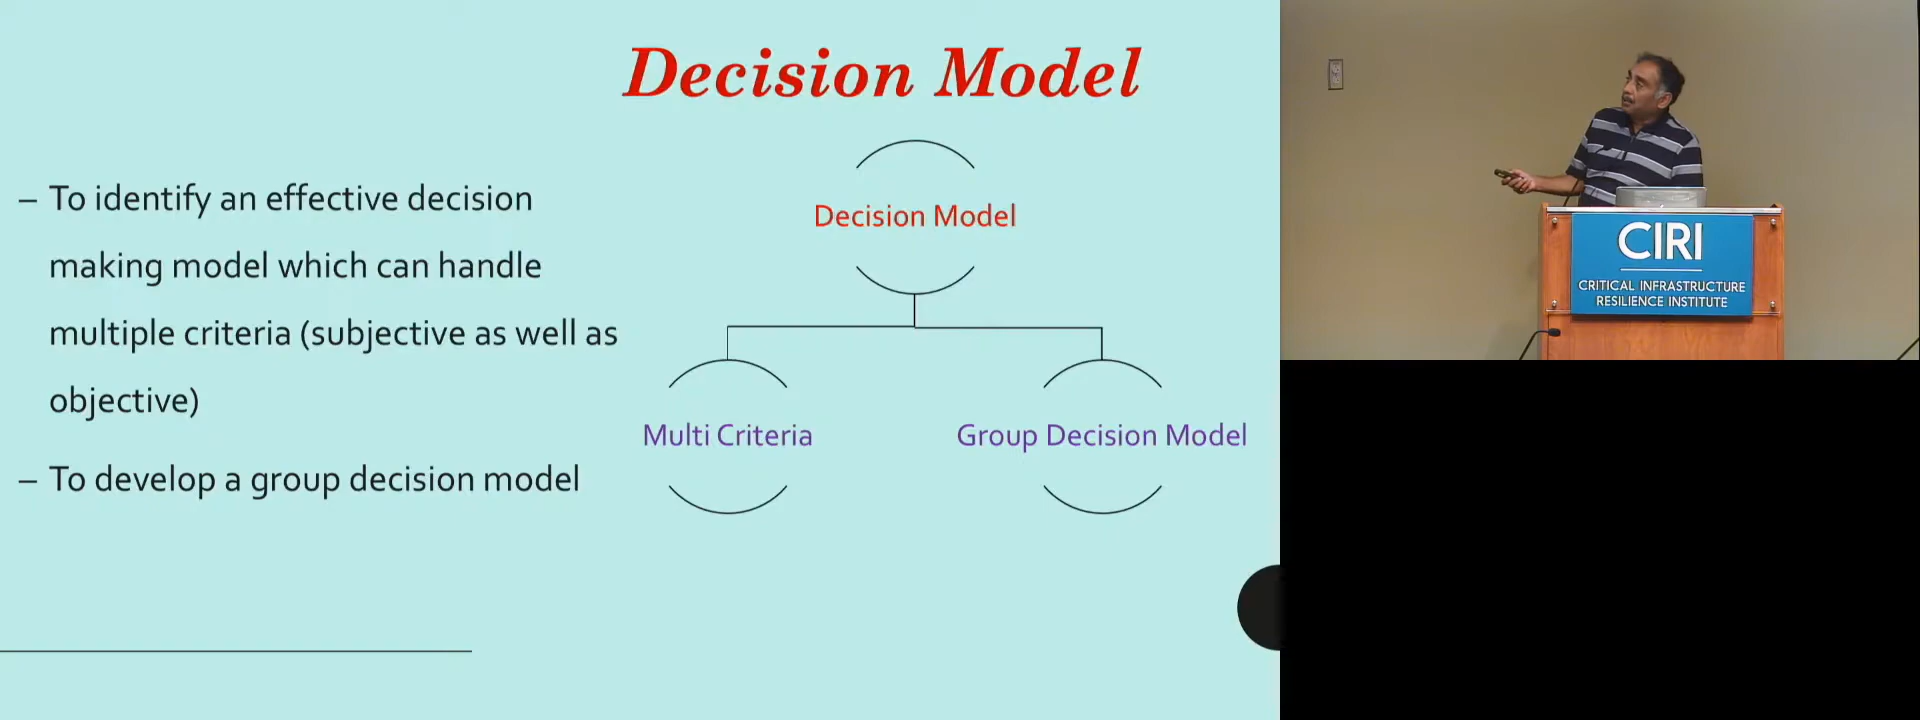 Decision Model
– To identify an effective decision
making model which can handle
multiple criteria (subjective as well as
objective)
– To develop a group decision model
Decision Model
Multi Criteria
Group Decision Model
CIRI
CRITICAL INFRASTRUCTURE
RESILIENCE INSTITUTE